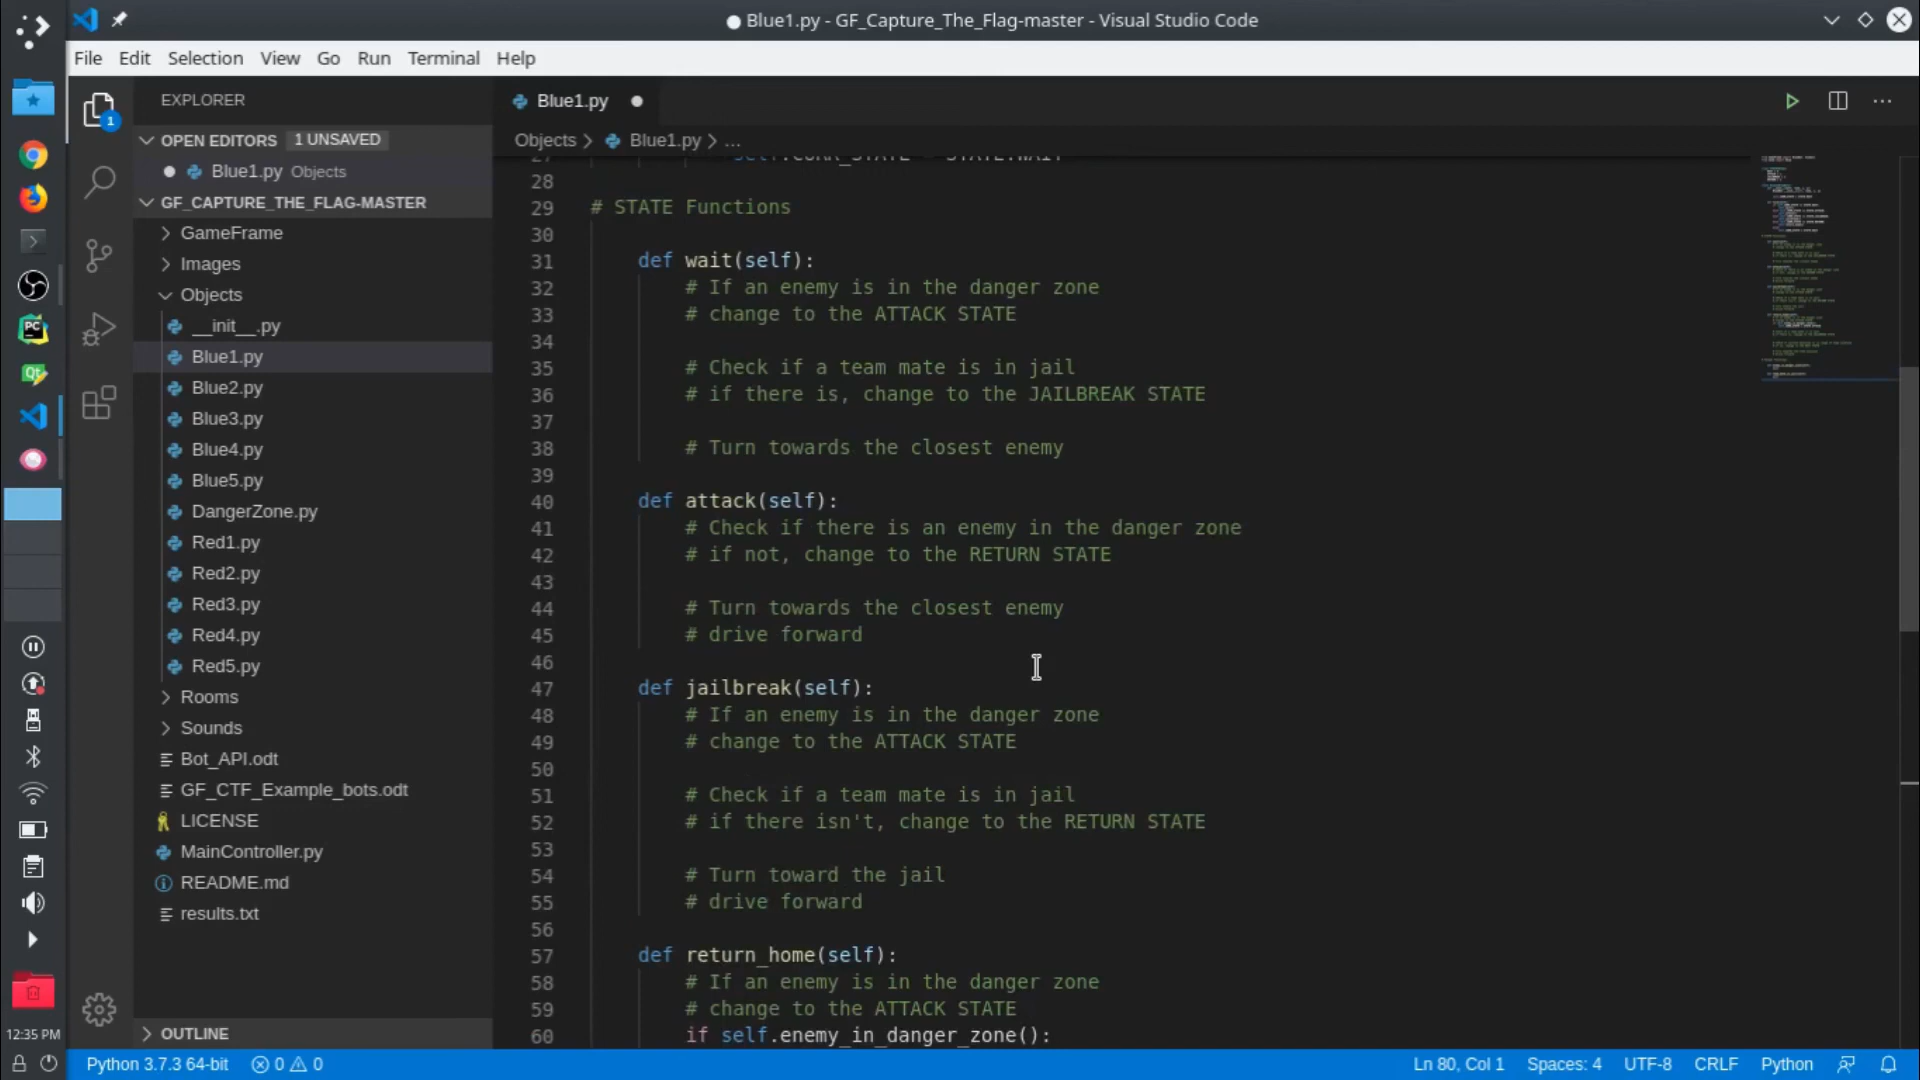 Blue1.py - GF_Capture_The_Flag-master - Visual Studio Code
File Edit Selection View Go Run Terminal Help
EXPLORER
OPEN EDITORS 1 UNSAVED
Blue1.py Objects
GF_CAPTURE_THE_FLAG-MASTER
GameFrame
Images
Objects
__init__.py
Blue1.py
Blue2.py
Blue3.py
Blue4.py
Blue5.py
DangerZone.py
Red1.py
Red2.py
Red3.py
Red4.py
Red5.py
Rooms
Sounds
Bot_API.odt
GF_CTF_Example_bots.odt
LICENSE
MainController.py
README.md
results.txt
OUTLINE
1
PC
Qt
12:35 PM
Blue1.py
Objects > Blue1.py > ...
27 self.CURR_STATE = STATE.WAIT
28
29 # STATE Functions
30
31 def wait(self):
32 # If an enemy is in the danger zone
33 # change to the ATTACK STATE
34
35 # Check if a team mate is in jail
36 # if there is, change to the JAILBREAK STATE
37
38 # Turn towards the closest enemy
39
40 def attack(self):
41 # Check if there is an enemy in the danger zone
42 # if not, change to the RETURN STATE
43
44 # Turn towards the closest enemy
45 # drive forward
46
47 def jailbreak(self):
48 # If an enemy is in the danger zone
49 # change to the ATTACK STATE
50
51 # Check if a team mate is in jail
52 # if there isn't, change to the RETURN STATE
53
54 # Turn toward the jail
55 # drive forward
56
57 def return_home(self):
58 # If an enemy is in the danger zone
59 # change to the ATTACK STATE
60 if self.enemy_in_danger_zone():
Python 3.7.3 64-bit 0 0 Ln 80, Col 1 Spaces: 4 UTF-8 CRLF Python